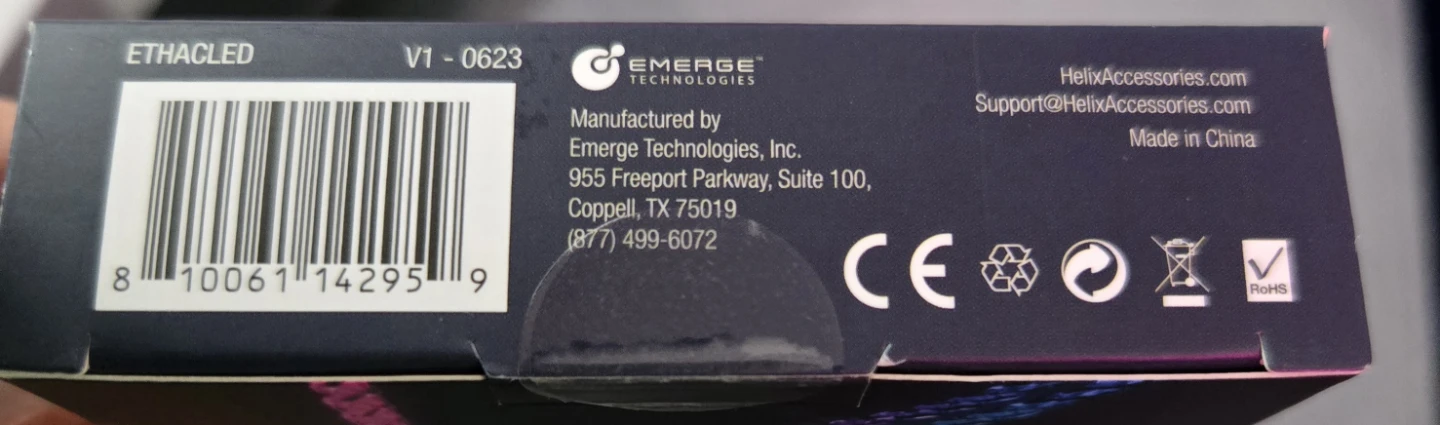 ETHACLED
V1 - 0623
8 10061 14295 9
EMERGE™
TECHNOLOGIES
Manufactured by
Emerge Technologies, Inc.
955 Freeport Parkway, Suite 100,
Coppell, TX 75019
(877) 499-6072
HelixAccessories.com
Support@HelixAccessories.com
Made in China
CE
RoHS